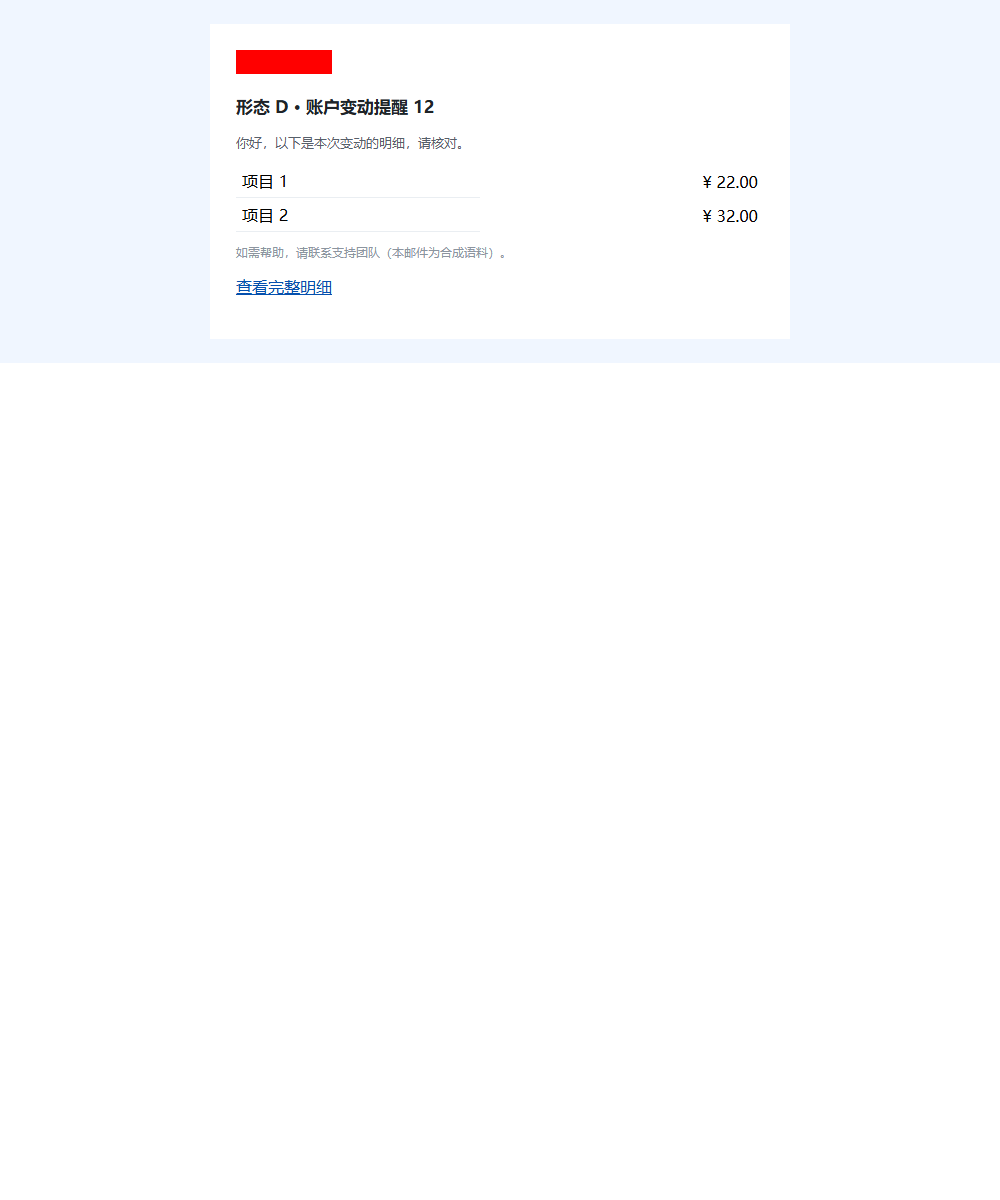 形态 D • 账户变动提醒 12
你好，以下是本次变动的明细，请核对。
项目 1 ¥ 22.00
项目 2 ¥ 32.00
如需帮助，请联系支持团队（本邮件为合成语料）。
查看完整明细